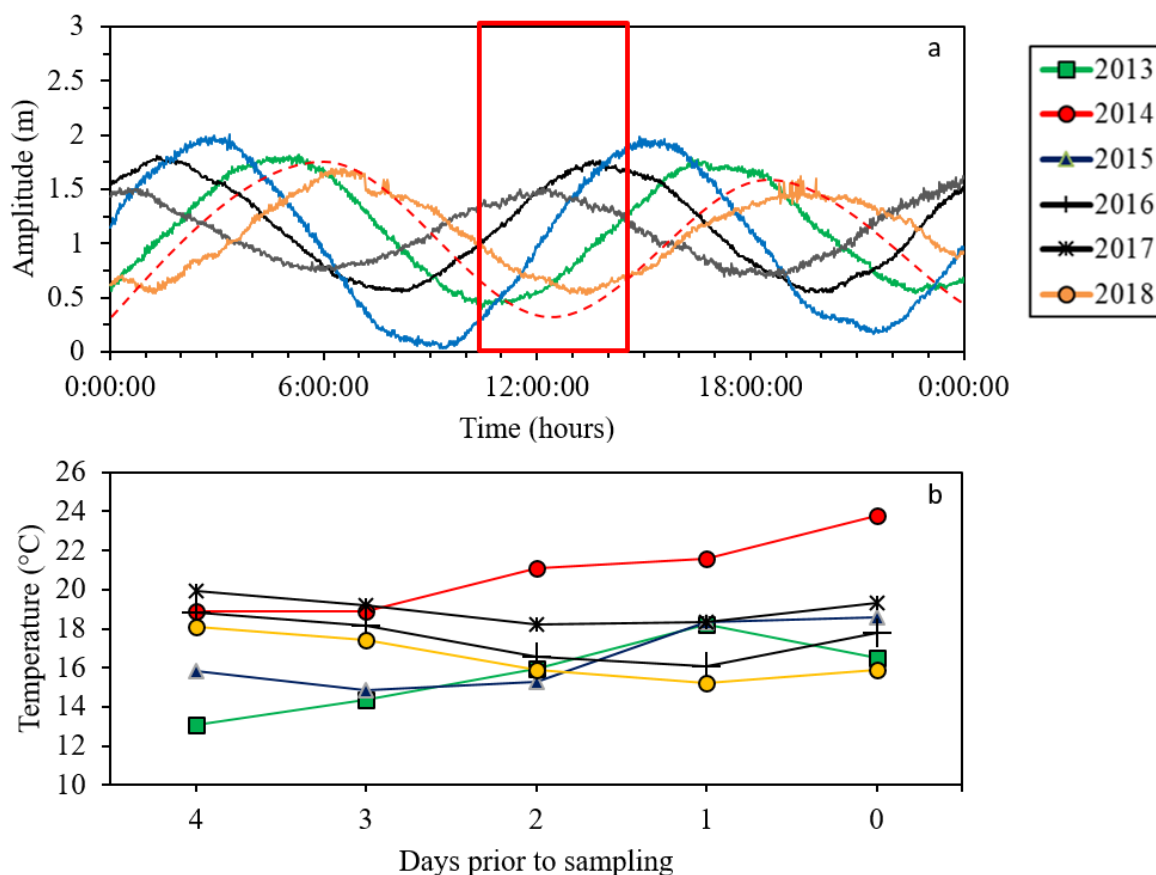 a
3
2.5
2
1.5
1
0.5
0
Amplitude (m)
0:00:00 6:00:00 12:00:00 18:00:00 0:00:00
Time (hours)
2013
2014
2015
2016
2017
2018
b
26
24
22
20
18
16
14
12
10
Temperature (°C)
4 3 2 1 0
Days prior to sampling